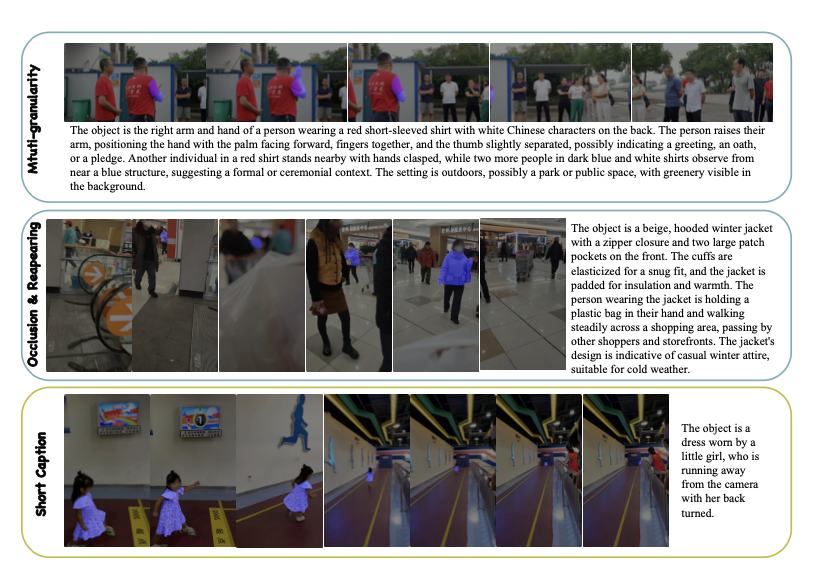 Mtuti-granularity
The object is the right arm and hand of a person wearing a red short-sleeved shirt with white Chinese characters on the back. The person raises their
arm, positioning the hand with the palm facing forward, fingers together, and the thumb slightly separated, possibly indicating a greeting, an oath,
or a pledge. Another individual in a red shirt stands nearby with hands clasped, while two more people in dark blue and white shirts observe from
near a blue structure, suggesting a formal or ceremonial context. The setting is outdoors, possibly a park or public space, with greenery visible in
the background.
Occlusion & Reapearing
The object is a beige, hooded winter jacket
with a zipper closure and two large patch
pockets on the front. The cuffs are
elasticized for a snug fit, and the jacket is
padded for insulation and warmth. The
person wearing the jacket is holding a
plastic bag in their hand and walking
steadily across a shopping area, passing by
other shoppers and storefronts. The jacket's
design is indicative of casual winter attire,
suitable for cold weather.
Short Caption
The object is a
dress worn by a
little girl, who is
running away
from the camera
with her back
turned.